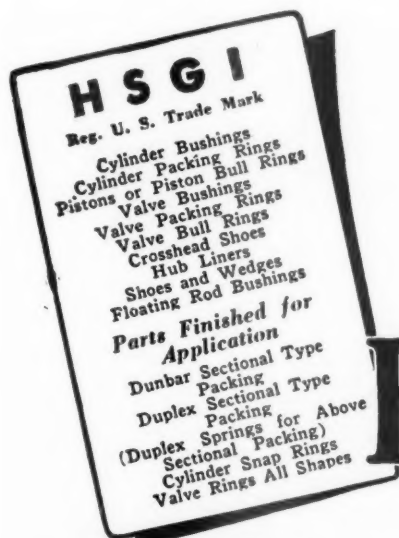 HSGI
Reg. U. S. Trade Mark
Cylinder Bushings
Cylinder Packing Rings
Pistons or Piston Bull Rings
Valve Bushings
Valve Packing Rings
Valve Bull Rings
Crosshead Shoes
Hub Liners
Shoes and Wedges
Floating Rod Bushings
Parts Finished for
Application
Dunbar Sectional Type
Packing
Duplex Sectional Type
Packing
(Duplex Springs for Above
Sectional Packing)
Cylinder Snap Rings
Valve Rings All Shapes